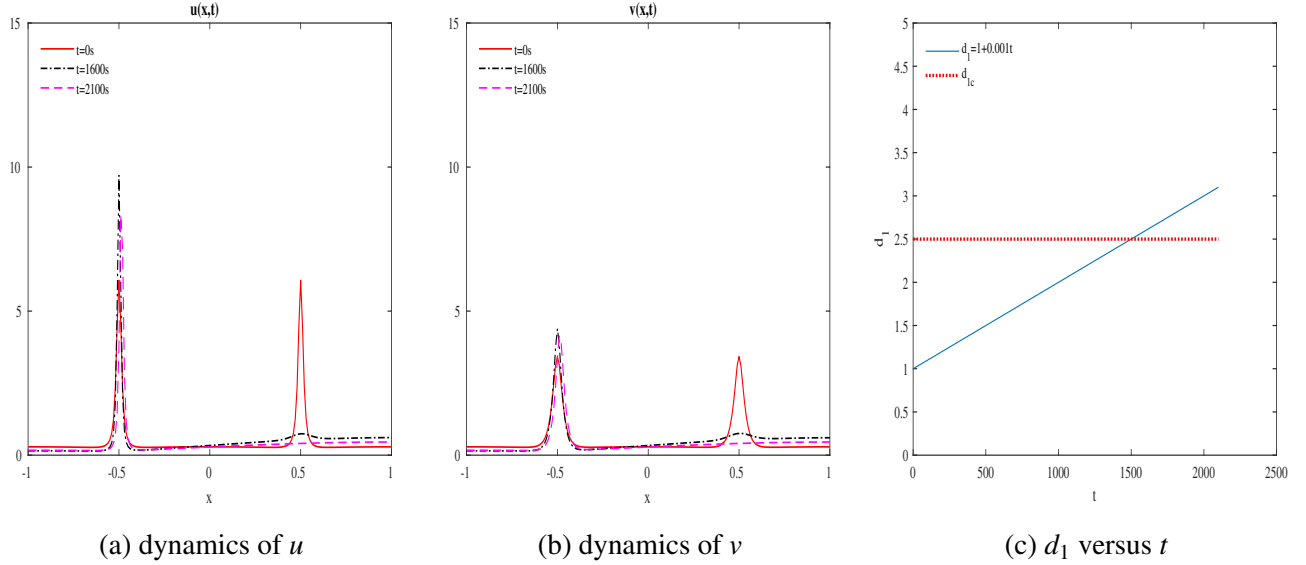 u(x,t)
15
10
5
0
-1
-0.5
0
0.5
1
x
t=0s
t=1600s
t=2100s
(a) dynamics of u
v(x,t)
15
10
5
0
-1
-0.5
0
0.5
1
x
t=0s
t=1600s
t=2100s
(b) dynamics of v
5
4.5
4
3.5
3
2.5
2
1.5
1
0.5
0
d1
0
500
1000
1500
2000
2500
t
d1=1+0.001t
d1c
(c) d1 versus t